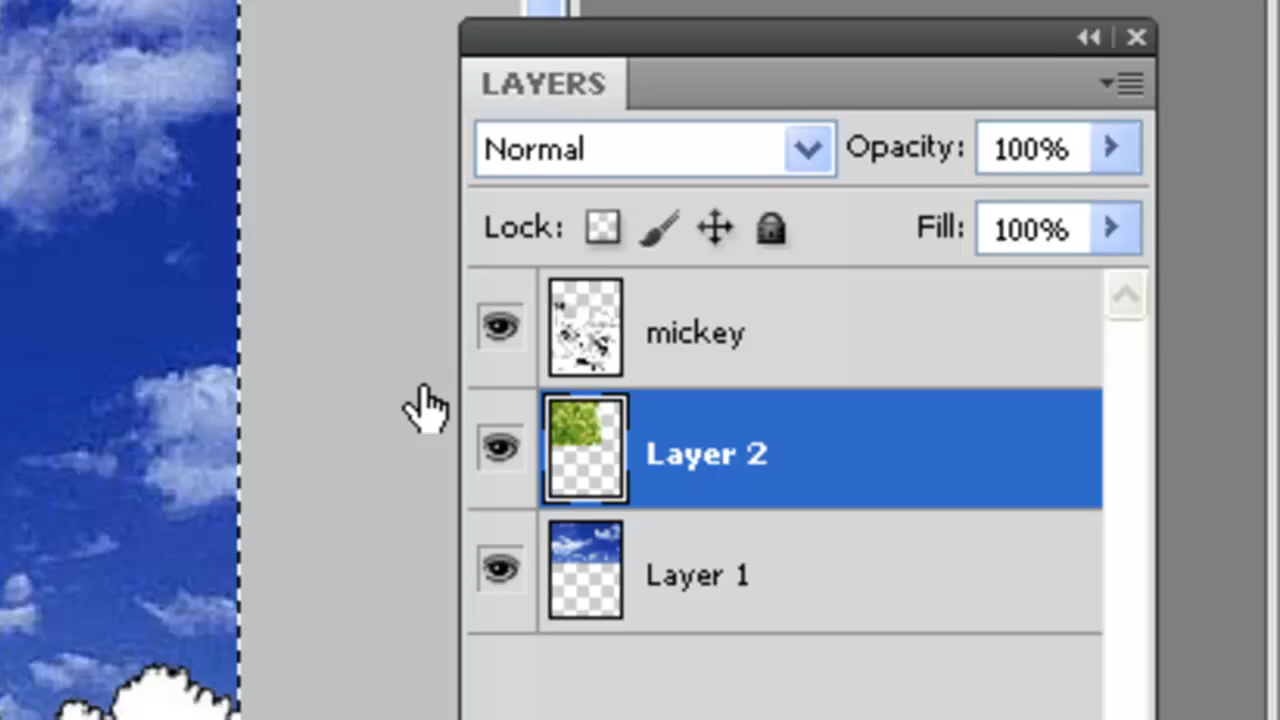 LAYERS
Normal Opacity: 100%
Lock: Fill: 100%
mickey
Layer 2
Layer 1